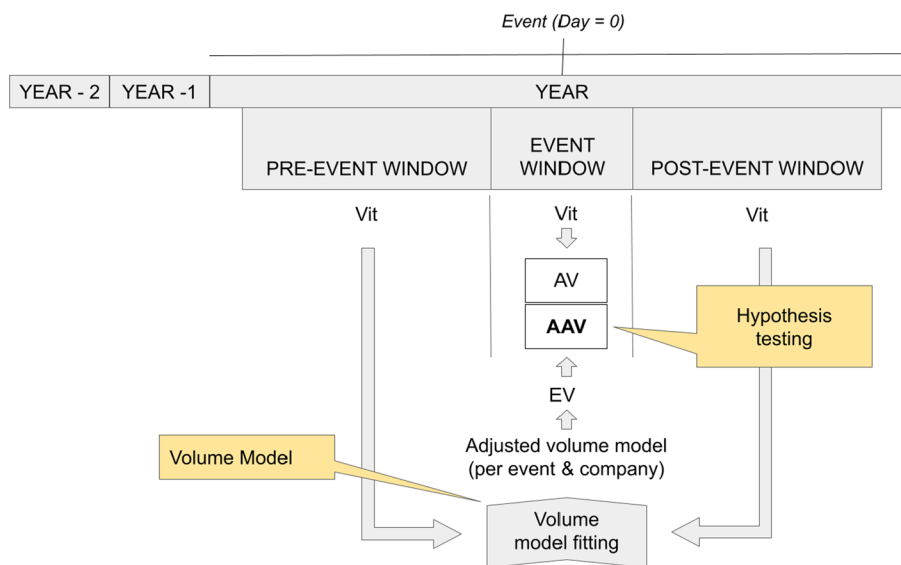 Event (Day = 0)
YEAR - 2
YEAR -1
YEAR
PRE-EVENT WINDOW
EVENT
WINDOW
POST-EVENT WINDOW
Vit
Vit
Vit
AV
AAV
Hypothesis
testing
EV
Adjusted volume model
(per event & company)
Volume Model
Volume
model fitting